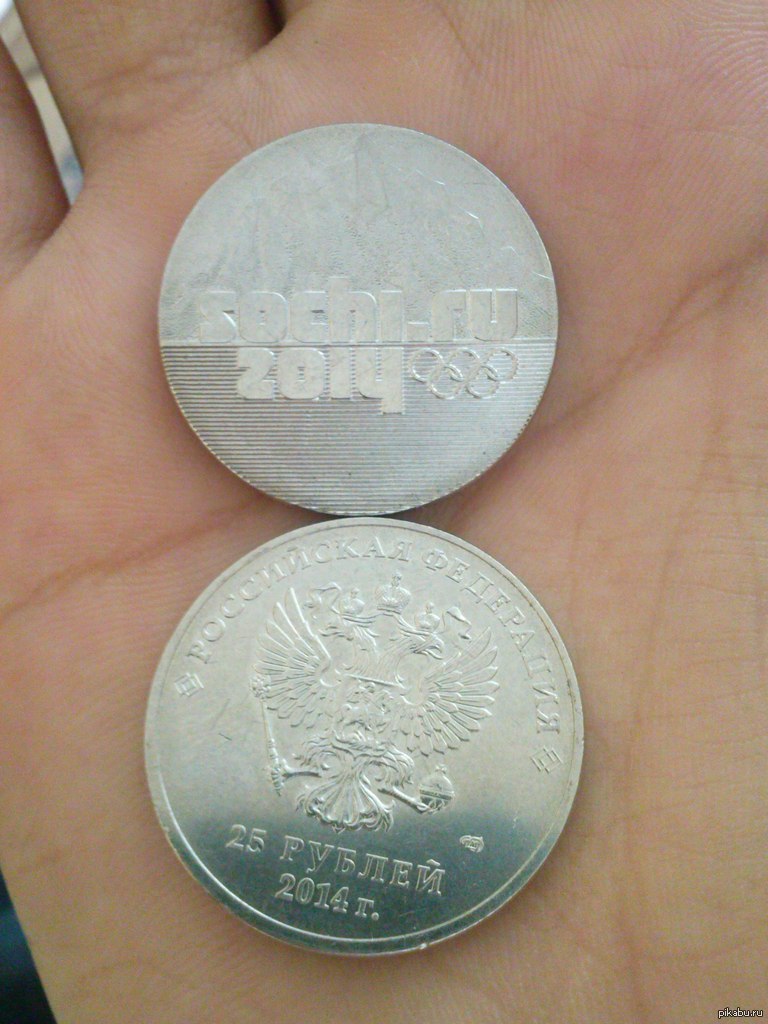 sochi.ru
2014
РОССИЙСКАЯ ФЕДЕРАЦИЯ
25 РУБЛЕЙ
2014 г.
pikabu.ru